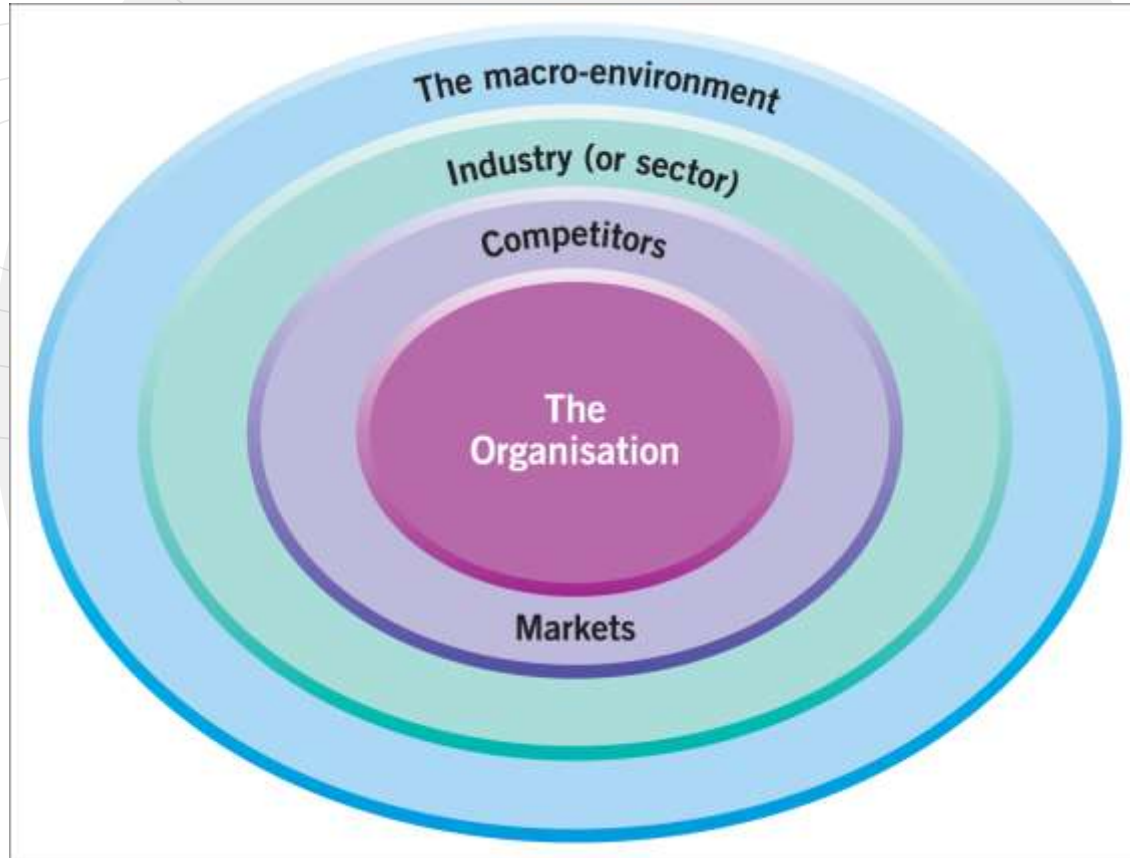 The macro-environment
Industry (or sector)
Competitors
The
Organisation
Markets